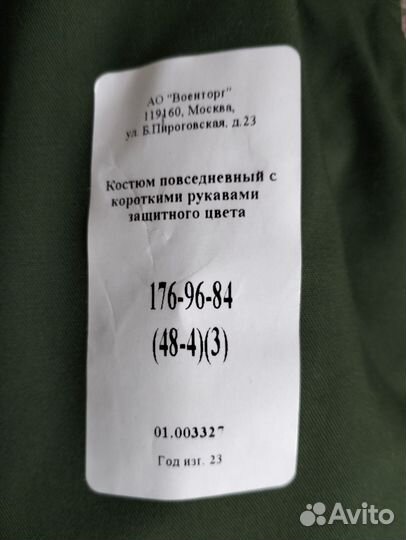 АО "Военторг"
119160, Москва,
ул. Б.Пироговская, д.23
Костюм повседневный с
короткими рукавами
защитного цвета
176-96-84
(48-4)(3)
01.003327
Год изг. 23
Avito